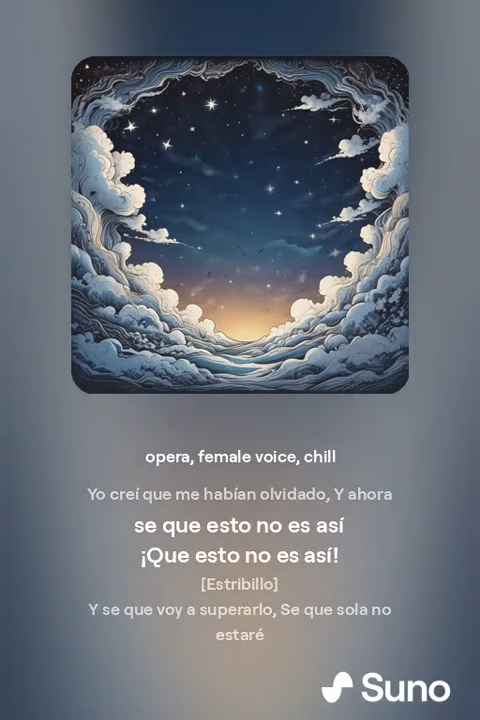 opera, female voice, chill
Yo creí que me habían olvidado, Y ahora
se que esto no es así
¡Que esto no es así!
[Estribillo]
Y se que voy a superarlo, Se que sola no
estaré
Suno